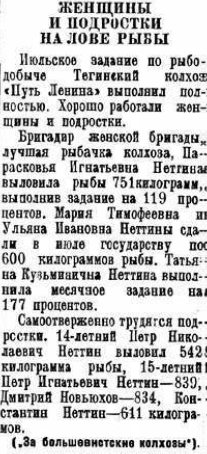 ЖЕНЩИНЫ
И ПОДРОСТКИ
НА ЛОВЕ РЫБЫ
Июльское задание по рыбо-
добыче Тегинский колхоз
«Путь Ленина» выполнил пол-
ностью. Хорошо работали жен-
щины и подростки.
Бригадир женской бригады,
лучшая рыбачка колхоза, Па-
расковья Игнатьевна Неттина
выловила рыбы 751 килограмм,
выполнив задание на 119 про-
центов. Мария Тимофеевна и
Ульяна Ивановна Неттины сда-
ли в июле государству по
600 килограммов рыбы. Татья-
на Кузьминична Неттина выпол-
нила месячное задание на
177 процентов.
Самоотверженно трудятся под-
ростки. 14-летний Петр Нико-
лаевич Неттин выловил 542
килограмма рыбы, 15-летний
Петр Игнатьевич Неттин—839,
Дмитрий Новьюхов—834, Кон-
стантин Неттин—611 килограм-
мов.
(„За большевистские колхозы").